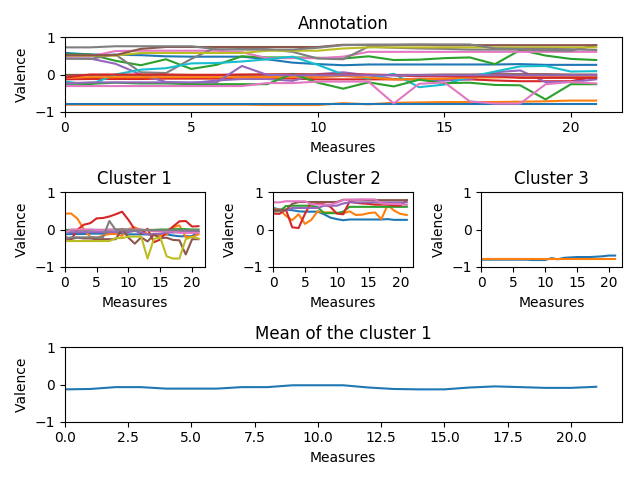 Annotation
1
0
−1
Valence
0 5 10 15 20
Measures
Cluster 1 Cluster 2 Cluster 3
1 1 1
0 0 0
−1 −1 −1
Valence Valence Valence
0 5 10 15 20 0 5 10 15 20 0 5 10 15 20
Measures Measures Measures
Mean of the cluster 1
1
0
−1
Valence
0.0 2.5 5.0 7.5 10.0 12.5 15.0 17.5 20.0
Measures